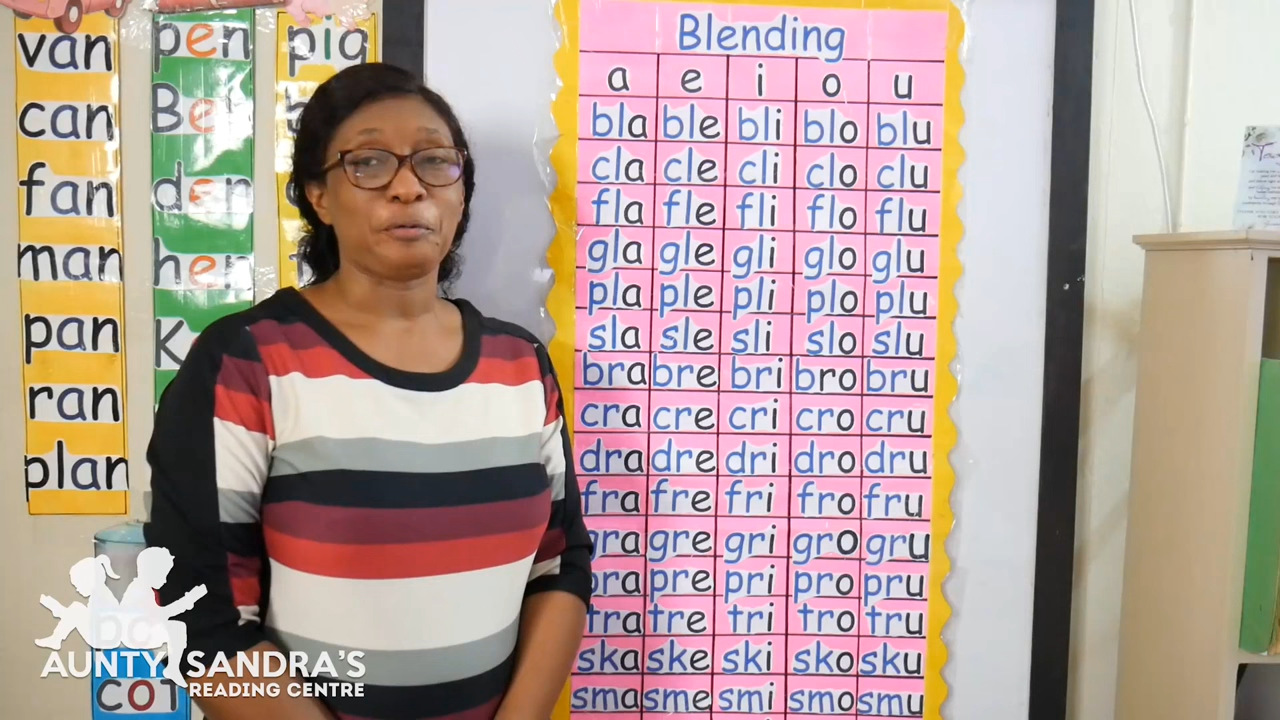 van
can
fan
man
pan
ran
plan
pen
den
hen
pig
Blending
a e i o u
bla ble bli blo blu
cla cle cli clo clu
fla fle fli flo flu
gla gle gli glo glu
pla ple pli plo plu
sla sle sli slo slu
bra bre bri bro bru
cra cre cri cro cru
dra dre dri dro dru
fra fre fri fro fru
gra gre gri gro gru
pra pre pri pro pru
tra tre tri tro tru
ska ske ski sko sku
sma sme smi smo smu
AUNTY SANDRA'S
READING CENTRE
cot